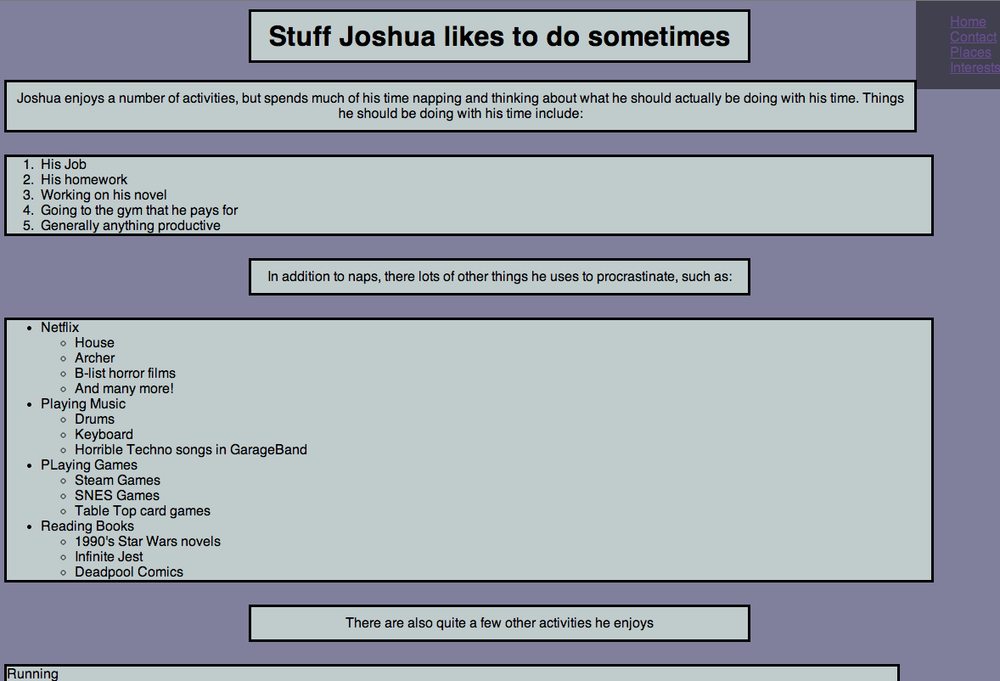 Stuff Joshua likes to do sometimes
Home
Contact
Places
Interests
Joshua enjoys a number of activities, but spends much of his time napping and thinking about what he should actually be doing with his time. Things
he should be doing with his time include:
1. His Job
2. His homework
3. Working on his novel
4. Going to the gym that he pays for
5. Generally anything productive
In addition to naps, there lots of other things he uses to procrastinate, such as:
• Netflix
◦ House
◦ Archer
◦ B-list horror films
◦ And many more!
• Playing Music
◦ Drums
◦ Keyboard
◦ Horrible Techno songs in GarageBand
• PLaying Games
◦ Steam Games
◦ SNES Games
◦ Table Top card games
• Reading Books
◦ 1990's Star Wars novels
◦ Infinite Jest
◦ Deadpool Comics
There are also quite a few other activities he enjoys
Running